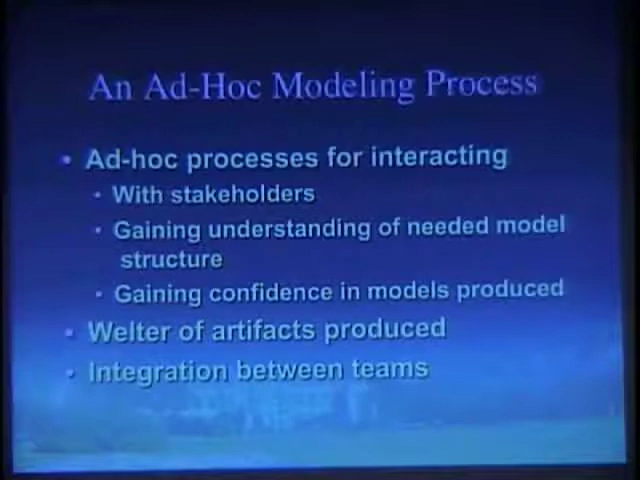 An Ad-Hoc Modeling Process
• Ad-hoc processes for interacting
• With stakeholders
• Gaining understanding of needed model
structure
• Gaining confidence in models produced
• Welter of artifacts produced
• Integration between teams